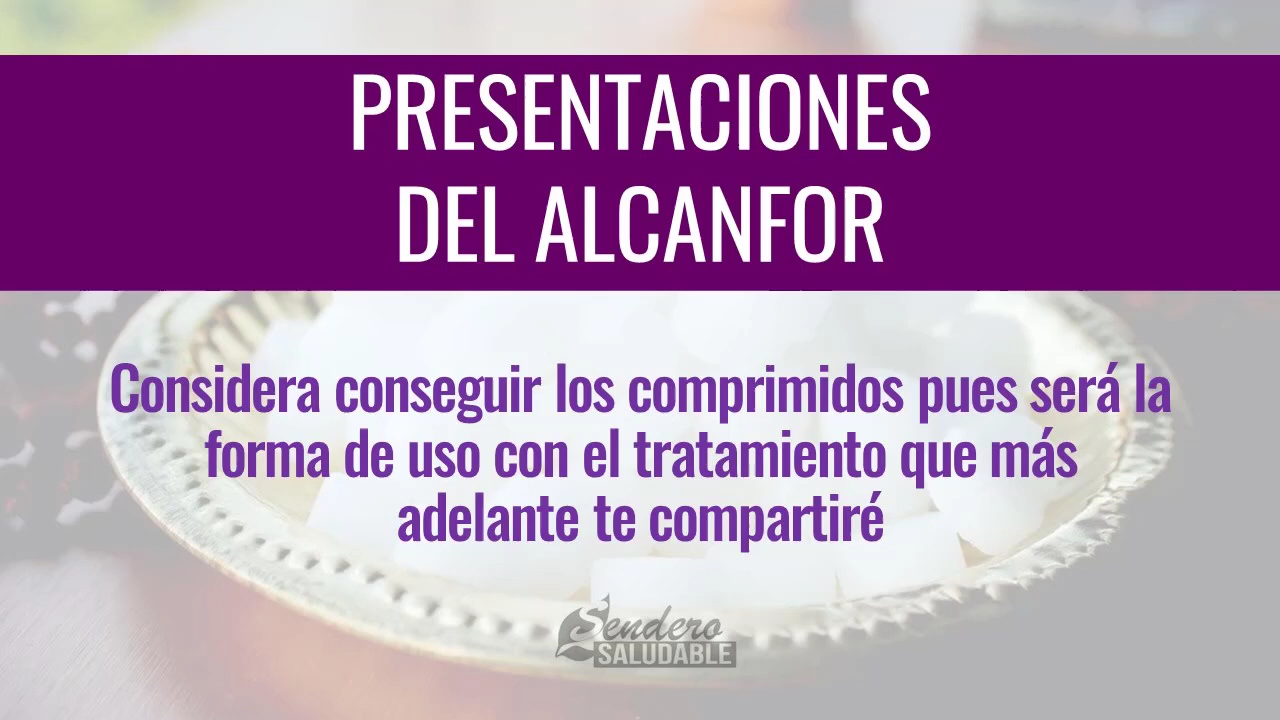 PRESENTACIONES
DEL ALCANFOR
Considera conseguir los comprimidos pues será la
forma de uso con el tratamiento que más
adelante te compartiré
Sendero
SALUDABLE